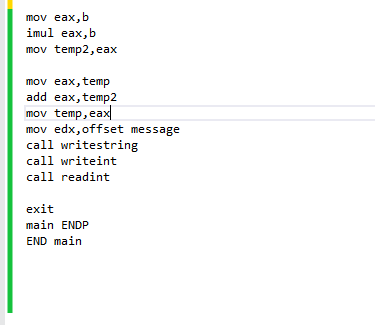 mov eax,b
imul eax,b
mov temp2,eax
mov eax,temp
add eax,temp2
mov temp,eax
mov edx,offset message
call writestring
call writeint
call readint
exit
main ENDP
END main